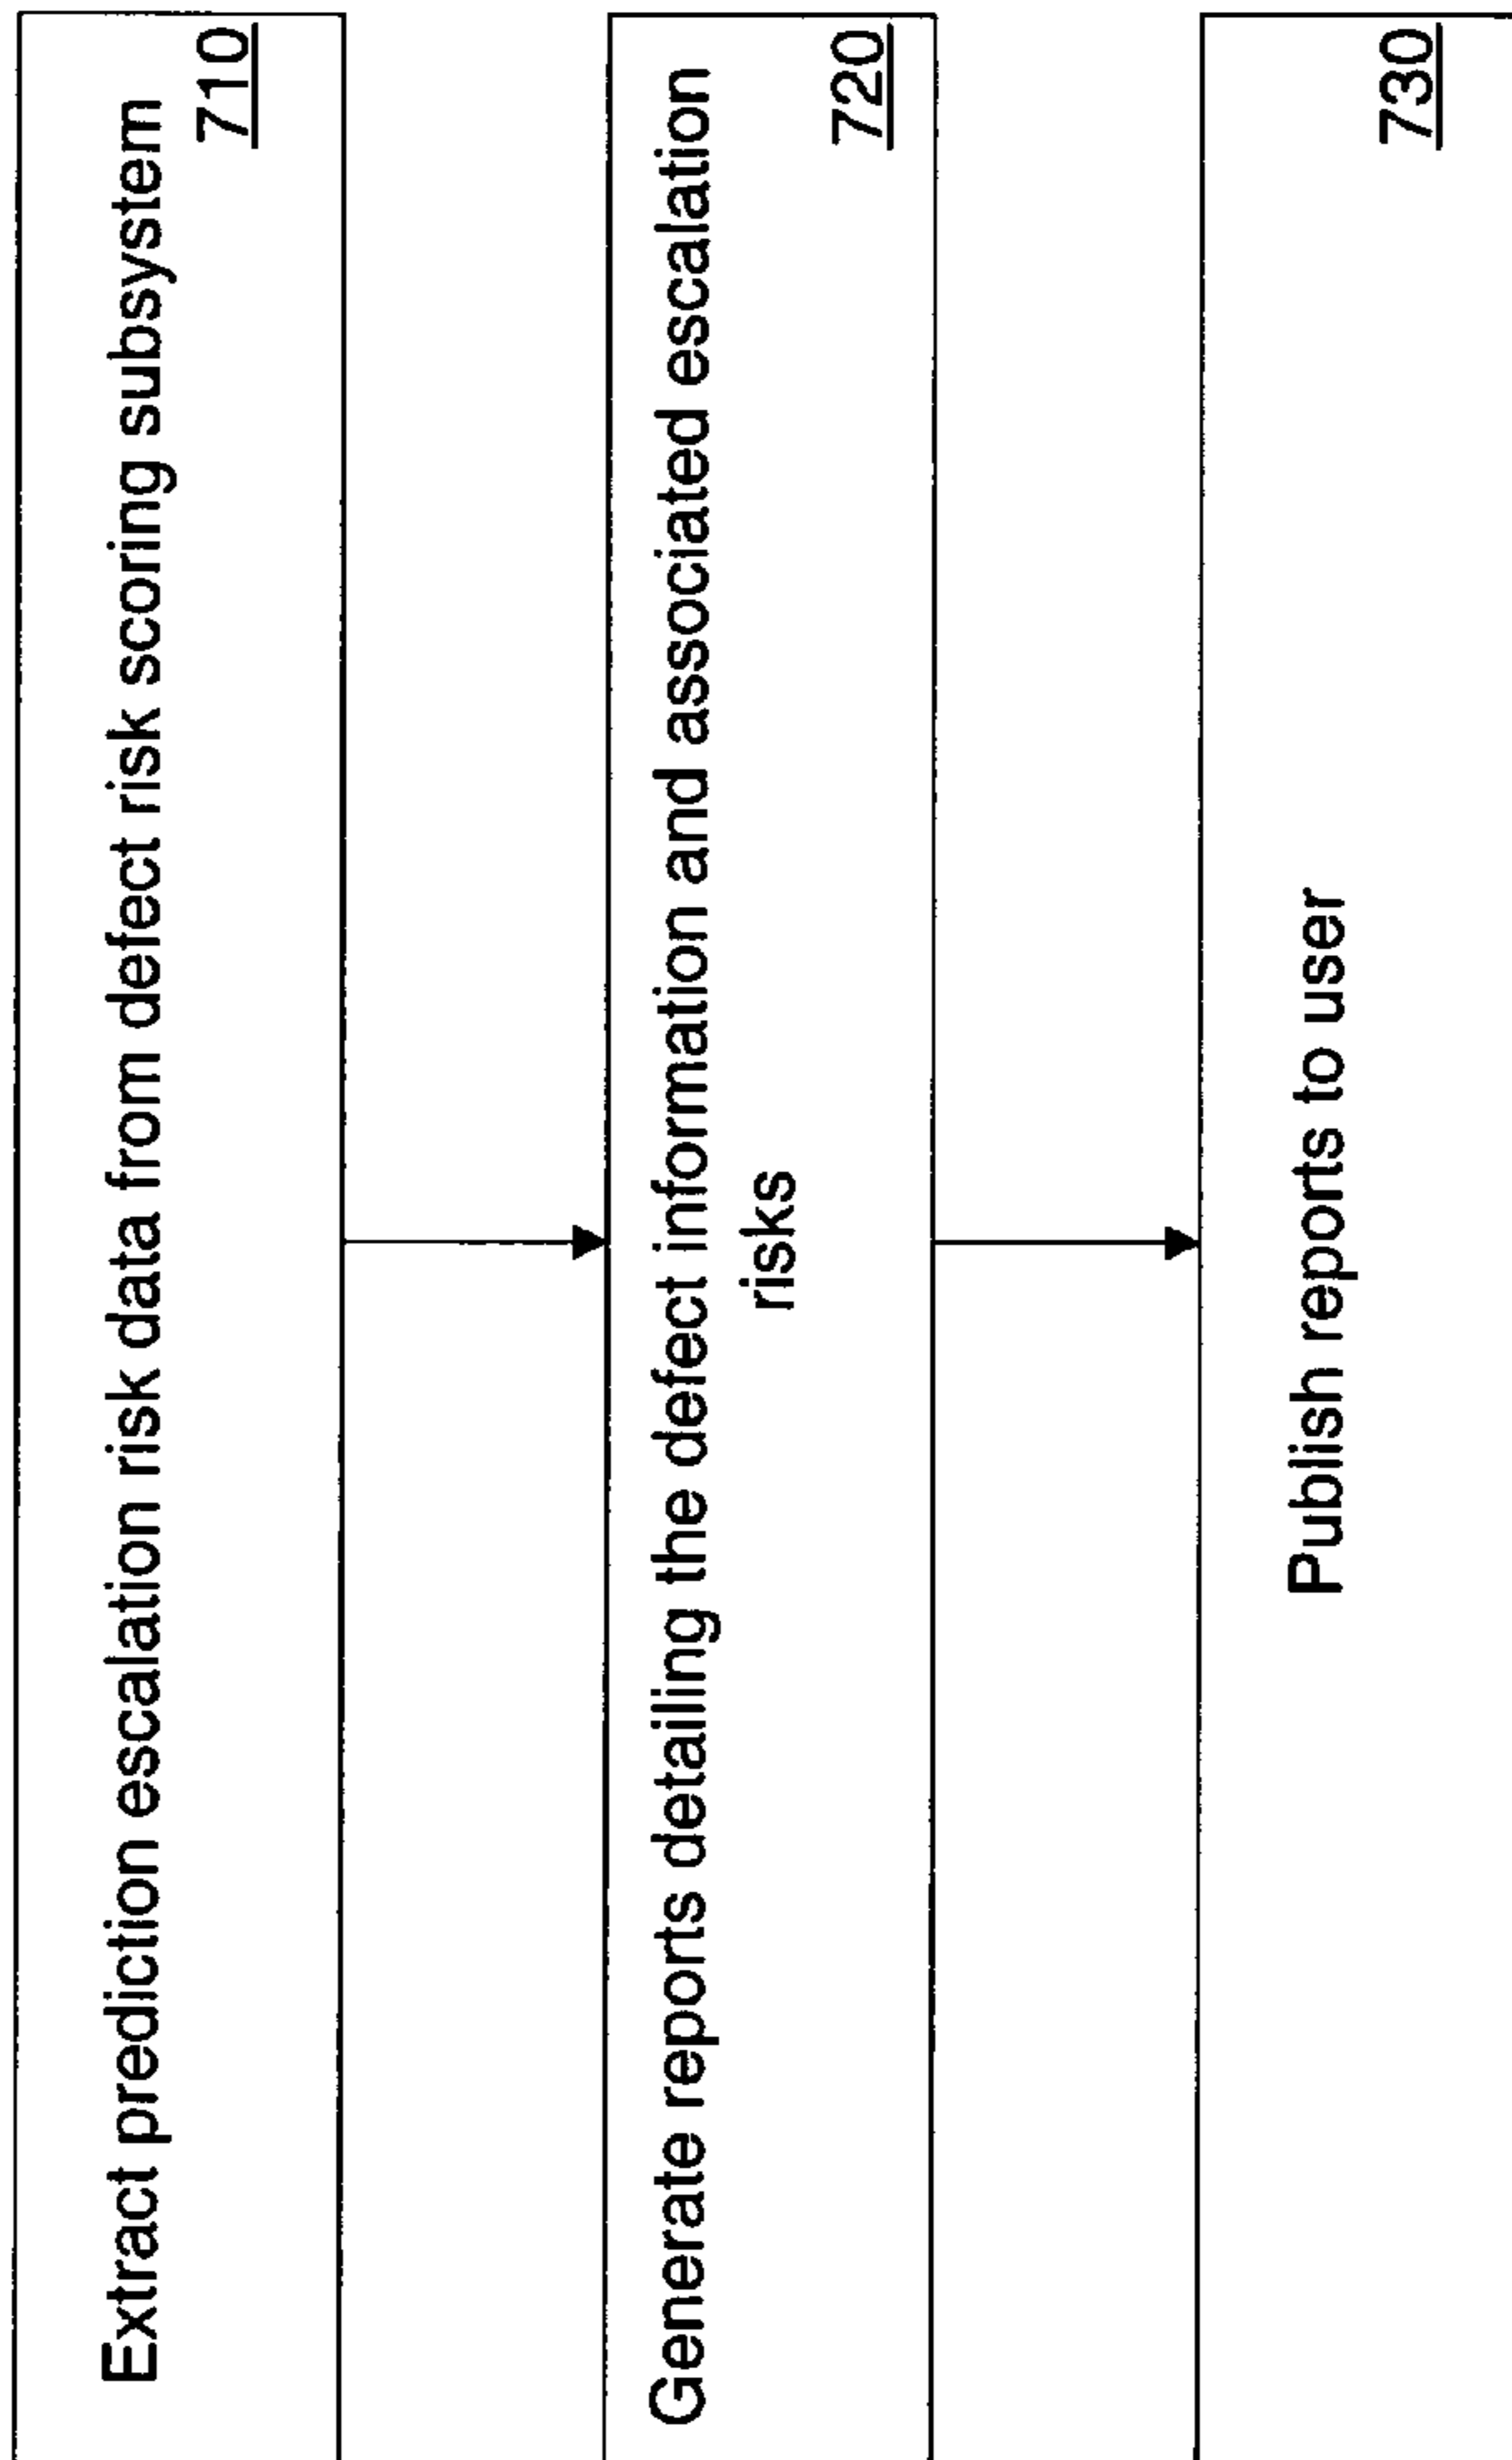 Extract prediction escalation risk data from defect risk scoring subsystem
710
Generate reports detailing the defect information and associated escalation
risks
720
Publish reports to user
730